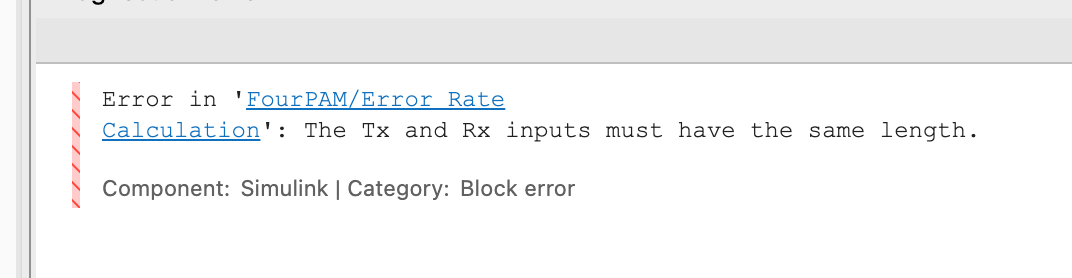 Error in 'FourPAM/Error Rate
Calculation': The Tx and Rx inputs must have the same length.
Component: Simulink | Category: Block error